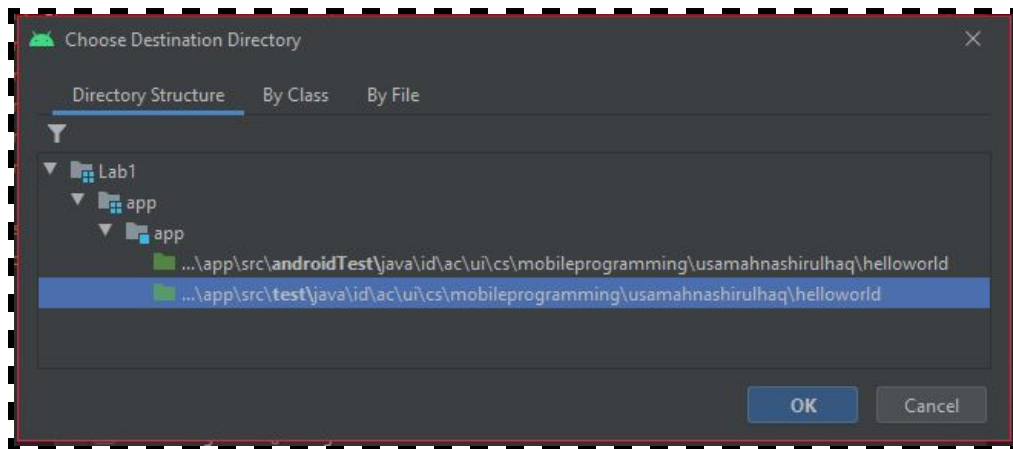 Choose Destination Directory
Directory Structure By Class By File
Lab1
app
app
...\app\src\androidTest\java\id\ac\ui\cs\mobileprogramming\usamahnashirulhaq\helloworld
...\app\src\test\java\id\ac\ui\cs\mobileprogramming\usamahnashirulhaq\helloworld
OK Cancel